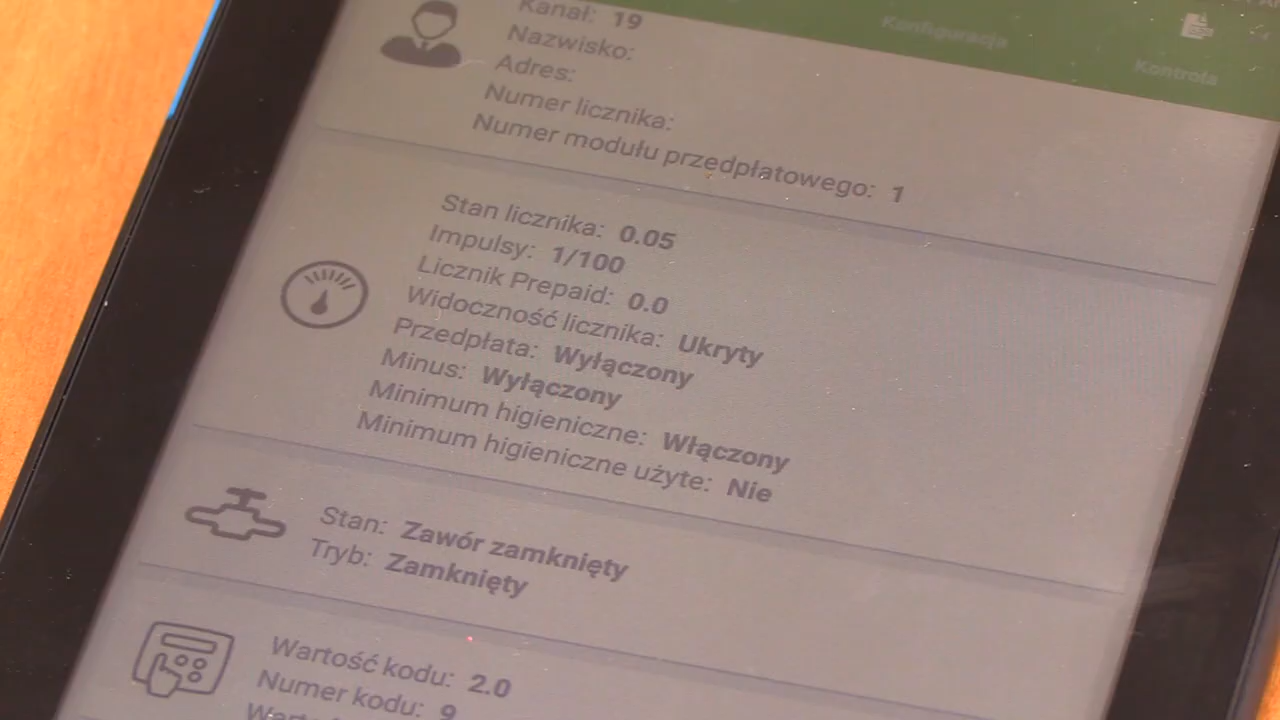 Konfiguracja
Kontrola
Kanał: 19
Nazwisko:
Adres:
Numer licznika:
Numer modułu przedpłatowego: 1
Stan licznika: 0.05
Impulsy: 1/100
Licznik Prepaid: 0.0
Widoczność licznika: Ukryty
Przedpłata: Wyłączony
Minus: Wyłączony
Minimum higieniczne: Włączony
Minimum higieniczne użyte: Nie
Stan: Zawór zamknięty
Tryb: Zamknięty
Wartość kodu: 2.0
Numer kodu: 9